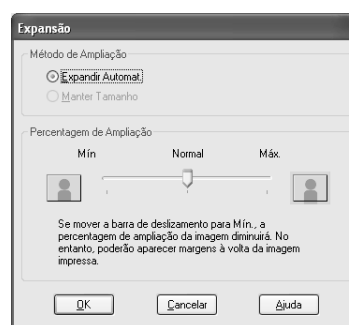 Expansão
Método de Ampliação
Expandir Automat.
Manter Tamanho
Percentagem de Ampliação
Mín Normal Máx.
Se mover a barra de deslizamento para Mín., a
percentagem de ampliação da imagem diminuirá. No
entanto, poderão aparecer margens à volta da imagem
impressa.
OK Cancelar Ajuda